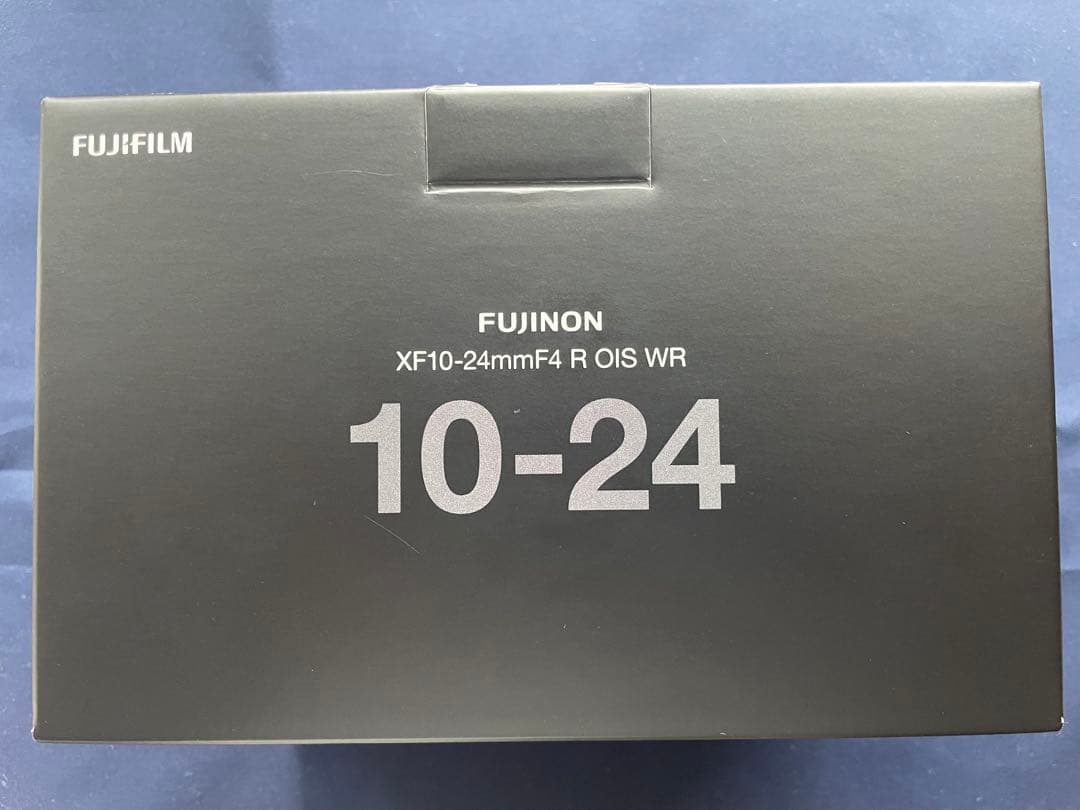 FUJIFILM
FUJINON
XF10-24mmF4 R OIS WR
10-24